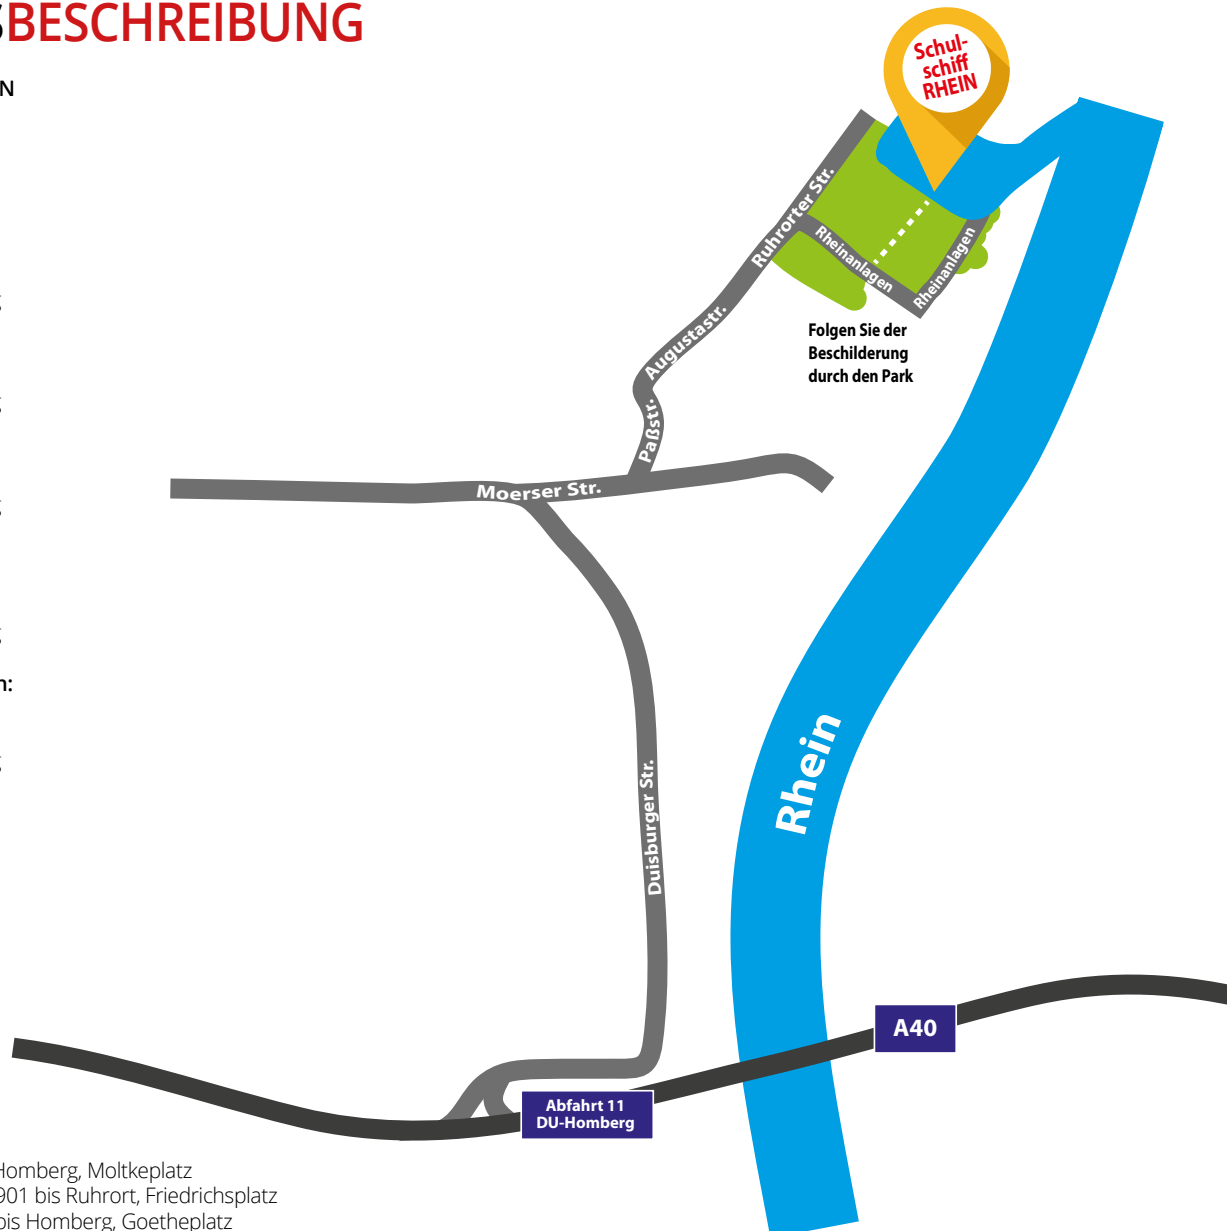 SBESCHREIBUNG
N
g
g
g
g
n:
g
Schul-
schiff
RHEIN
Ruhrorter Str.
Rheinanlagen
Rheinanlagen
Folgen Sie der
Beschilderung
durch den Park
Augustastr.
Paßstr.
Moerser Str.
Duisburger Str.
Rhein
A40
Abfahrt 11
DU-Homberg
Homberg, Moltkeplatz
901 bis Ruhrort, Friedrichsplatz
bis Homberg, Goetheplatz